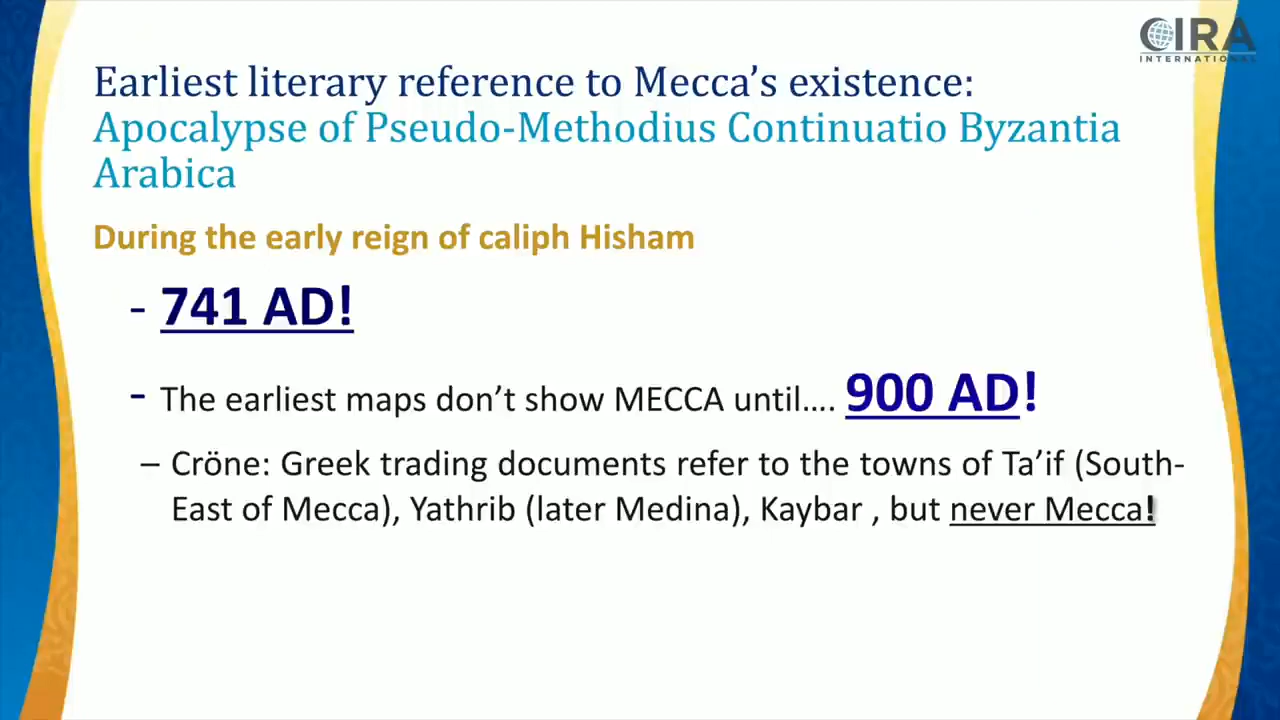 CIRA
INTERNATIONAL
Earliest literary reference to Mecca's existence:
Apocalypse of Pseudo-Methodius Continuatio Byzantia
Arabica
During the early reign of caliph Hisham
- 741 AD!
- The earliest maps don't show MECCA until.... 900 AD!
– Cröne: Greek trading documents refer to the towns of Ta'if (South-
East of Mecca), Yathrib (later Medina), Kaybar , but never Mecca!